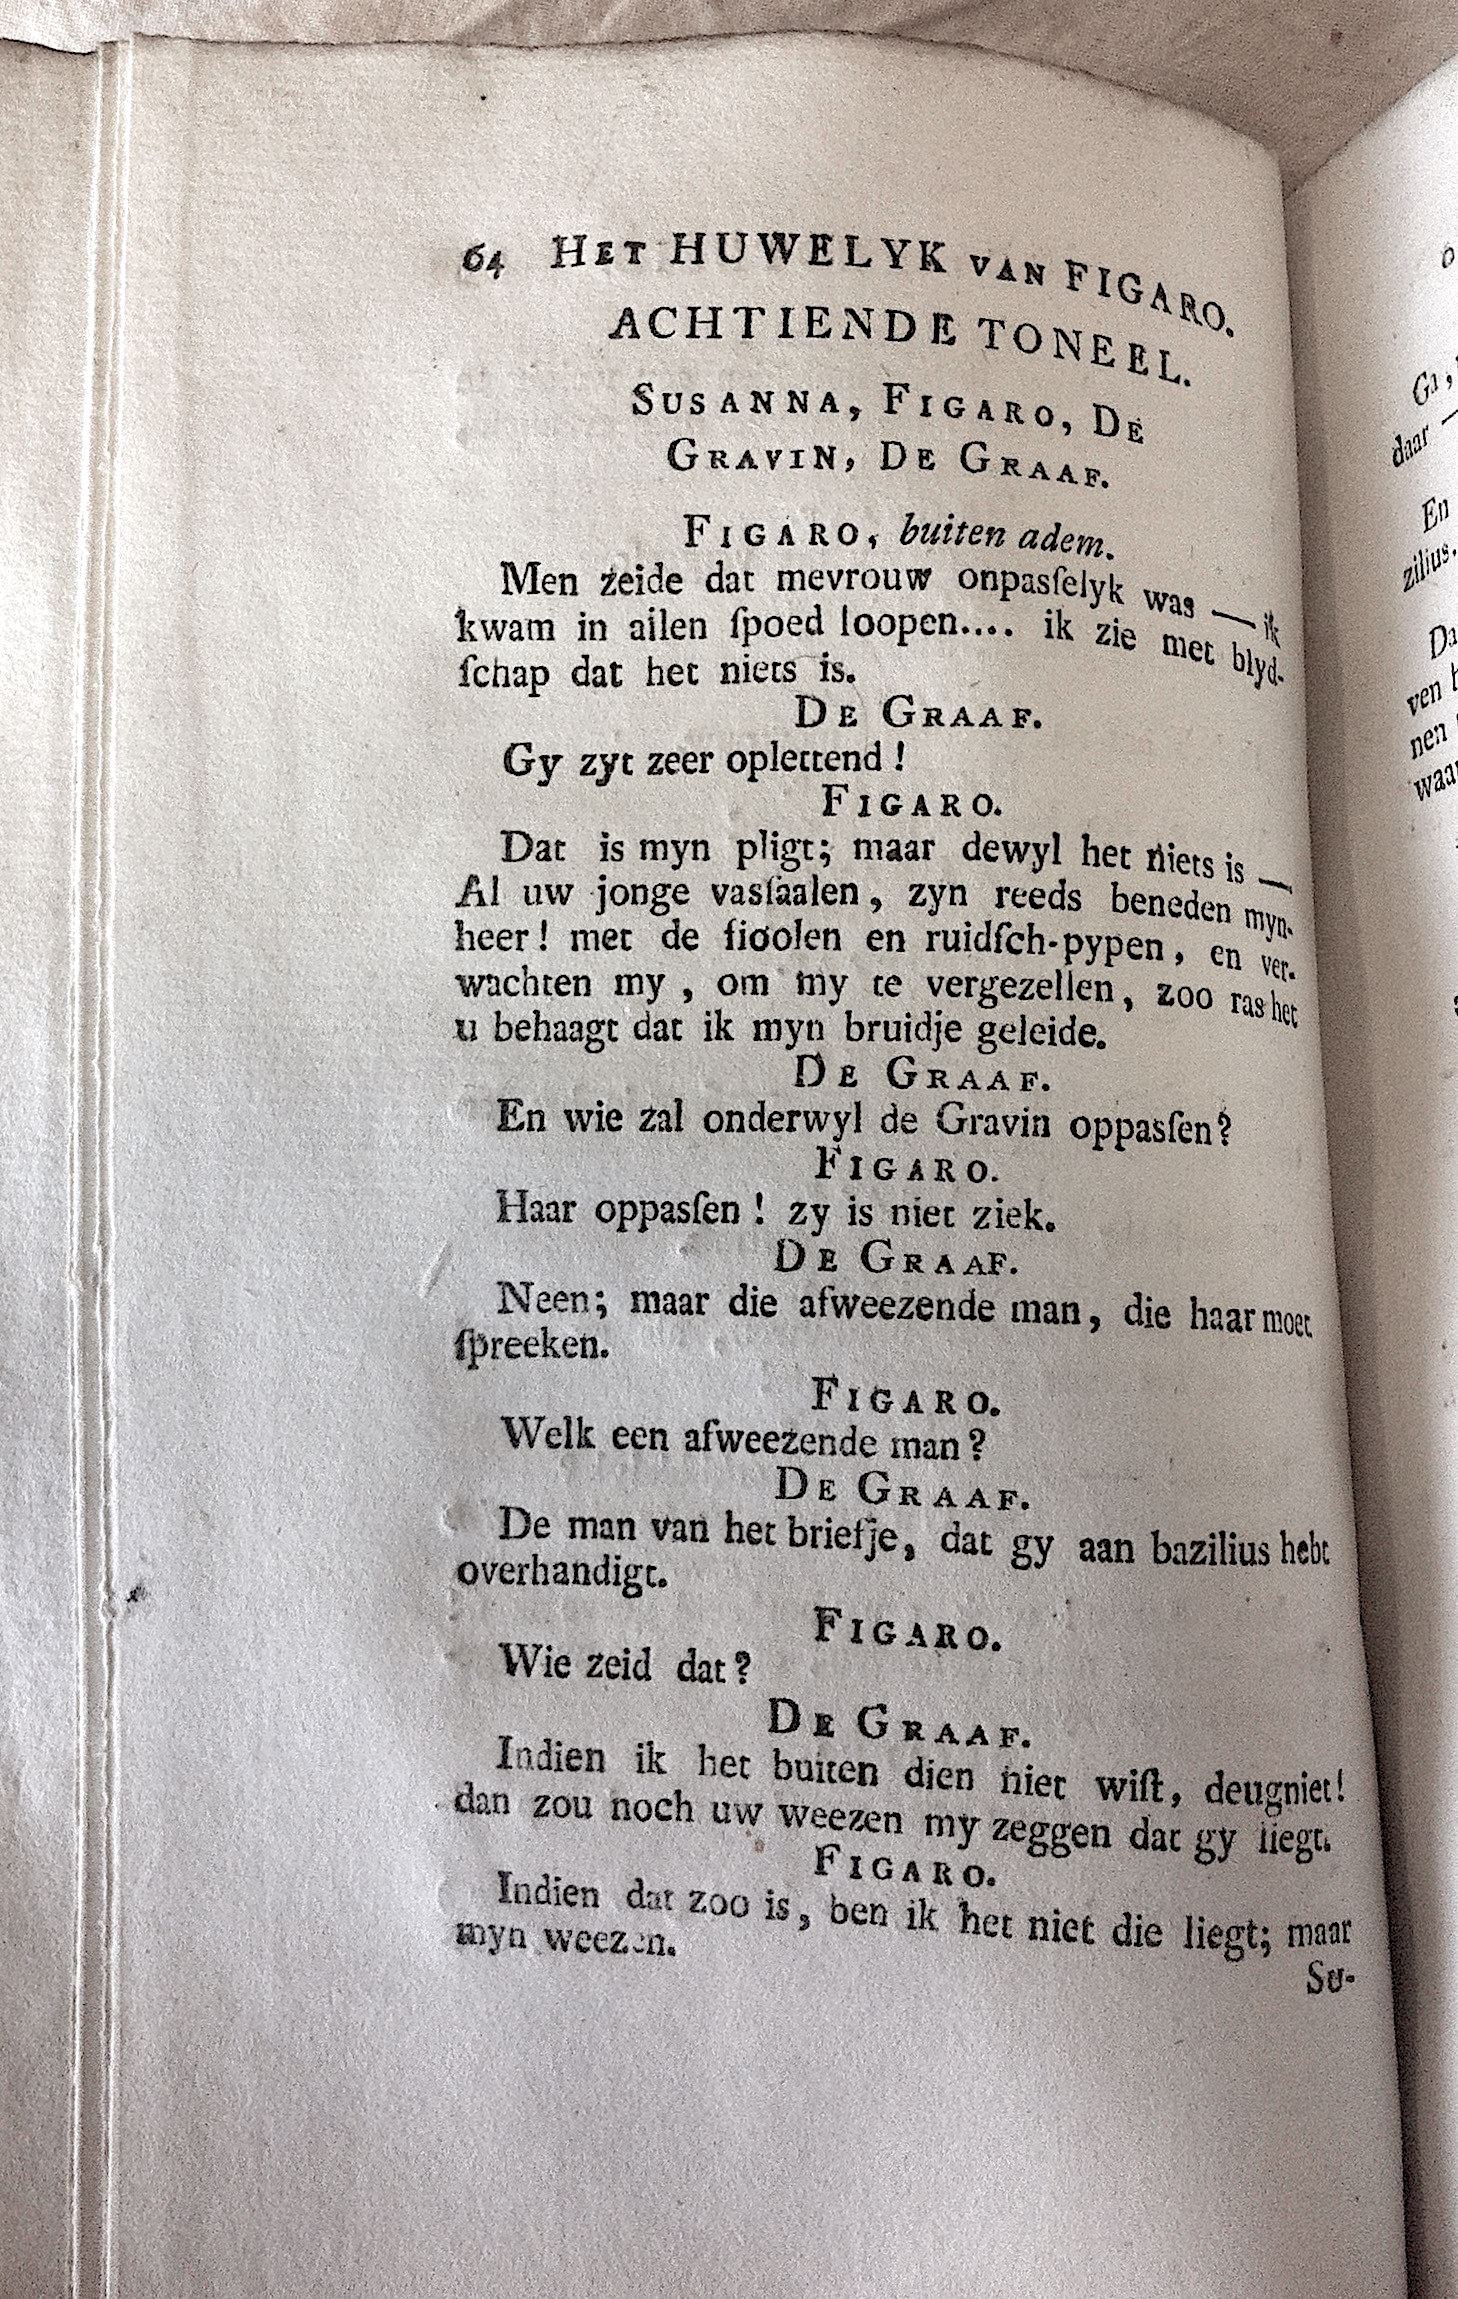 64 HET HUWELYK VAN FIGARO.
ACHTIENDE TONEEL.
SUSANNA, FIGARO, DE
GRAVIN, DE GRAAF.
FIGARO, buiten adem.
Men zeide dat mevrouw onpasſelyk was — ik
kwam in allen ſpoed loopen.... ik zie met blyd-
ſchap dat het niets is.
DE GRAAF.
Gy zyt zeer oplettend!
FIGARO.
Dat is myn pligt; maar dewyl het niets is —
Al uw jonge vasſaalen, zyn reeds beneden myn-
heer! met de fioolen en ruidſch-pypen, en ver-
wachten my, om my te vergezellen, zoo ras het
u behaagt dat ik myn bruidje geleide.
DE GRAAF.
En wie zal onderwyl de Gravin oppasſen?
FIGARO.
Haar oppasſen! zy is niet ziek.
DE GRAAF.
Neen; maar die afweezende man, die haar moet
ſpreeken.
FIGARO.
Welk een afweezende man?
DE GRAAF.
De man van het briefje, dat gy aan bazilius hebt
overhandigt.
FIGARO.
Wie zeid dat?
DE GRAAF.
Indien ik het buiten dien niet wiſt, deugniet!
dan zou noch uw weezen my zeggen dat gy liegt.
FIGARO.
Indien dat zoo is, ben ik het niet die liegt; maar
myn weezen.
Su-
daar —
En
zilius.
Da
ven
nen
waar